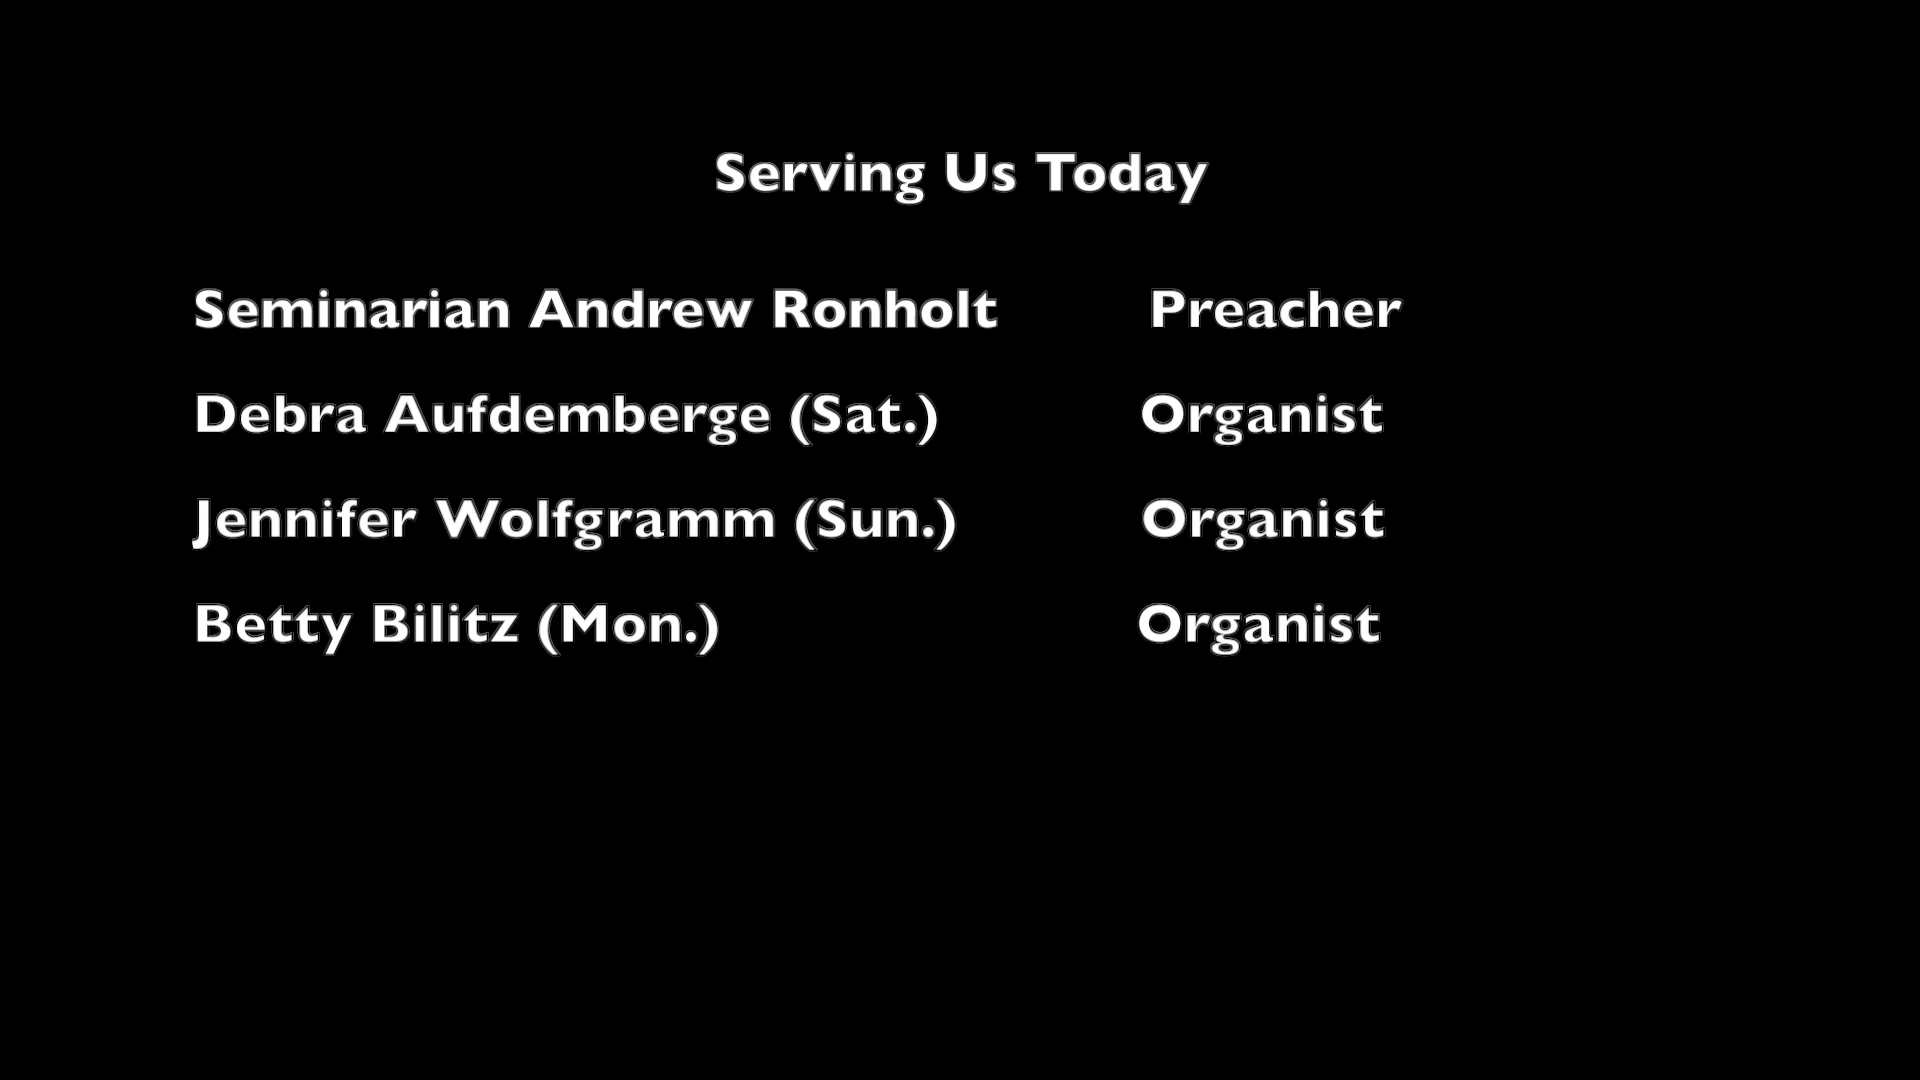 Serving Us Today
Seminarian Andrew Ronholt Preacher
Debra Aufdemberge (Sat.) Organist
Jennifer Wolfgramm (Sun.) Organist
Betty Bilitz (Mon.) Organist